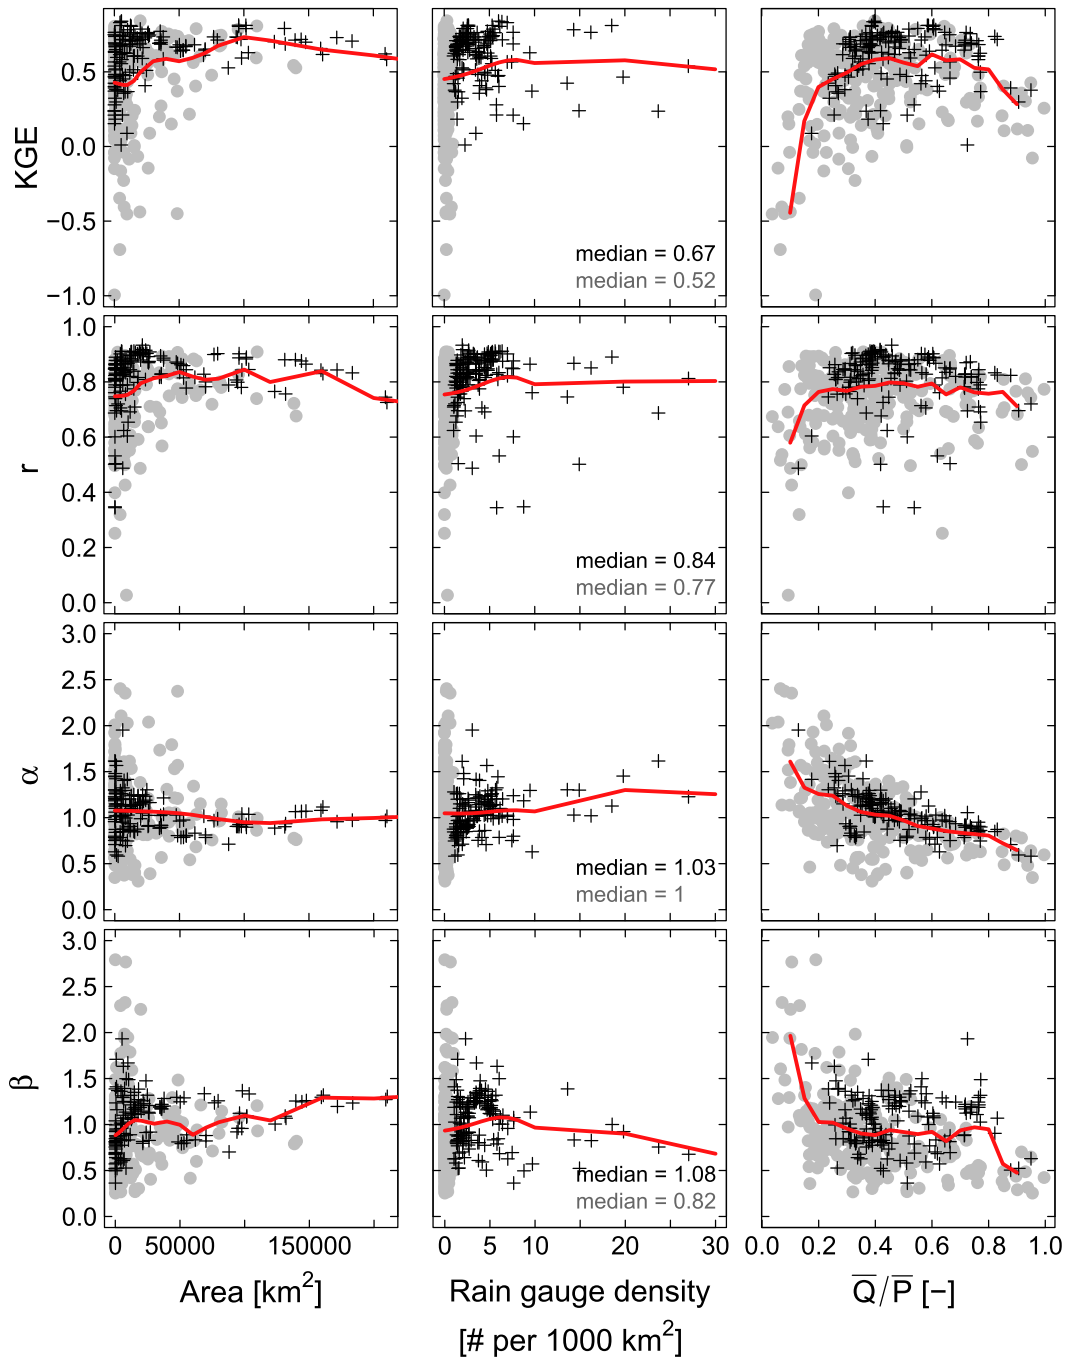 KGE
0.5
0.0
−0.5
−1.0
median = 0.67
median = 0.52
r
1.0
0.8
0.6
0.4
0.2
0.0
median = 0.84
median = 0.77
α
3.0
2.5
2.0
1.5
1.0
0.5
0.0
median = 1.03
median = 1
β
3.0
2.5
2.0
1.5
1.0
0.5
0.0
median = 1.08
median = 0.82
0 50000 150000
0 5 10 15 20 25 30
0.0 0.2 0.4 0.6 0.8 1.0
Area [km²]
Rain gauge density
[# per 1000 km²]
Q̅/P̅ [−]